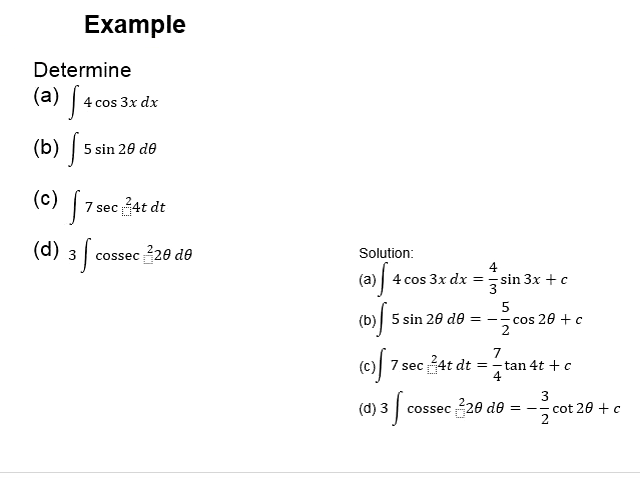 Example
Determine
(a) ∫ 4 cos 3x dx
(b) ∫ 5 sin 2θ dθ
(c) ∫ 7 sec ²4t dt
(d) 3 ∫ cossec ²2θ dθ
Solution:
(a) ∫ 4 cos 3x dx = 4/3 sin 3x + c
(b) ∫ 5 sin 2θ dθ = − 5/2 cos 2θ + c
(c) ∫ 7 sec ²4t dt = 7/4 tan 4t + c
(d) 3 ∫ cossec ²2θ dθ = − 3/2 cot 2θ + c